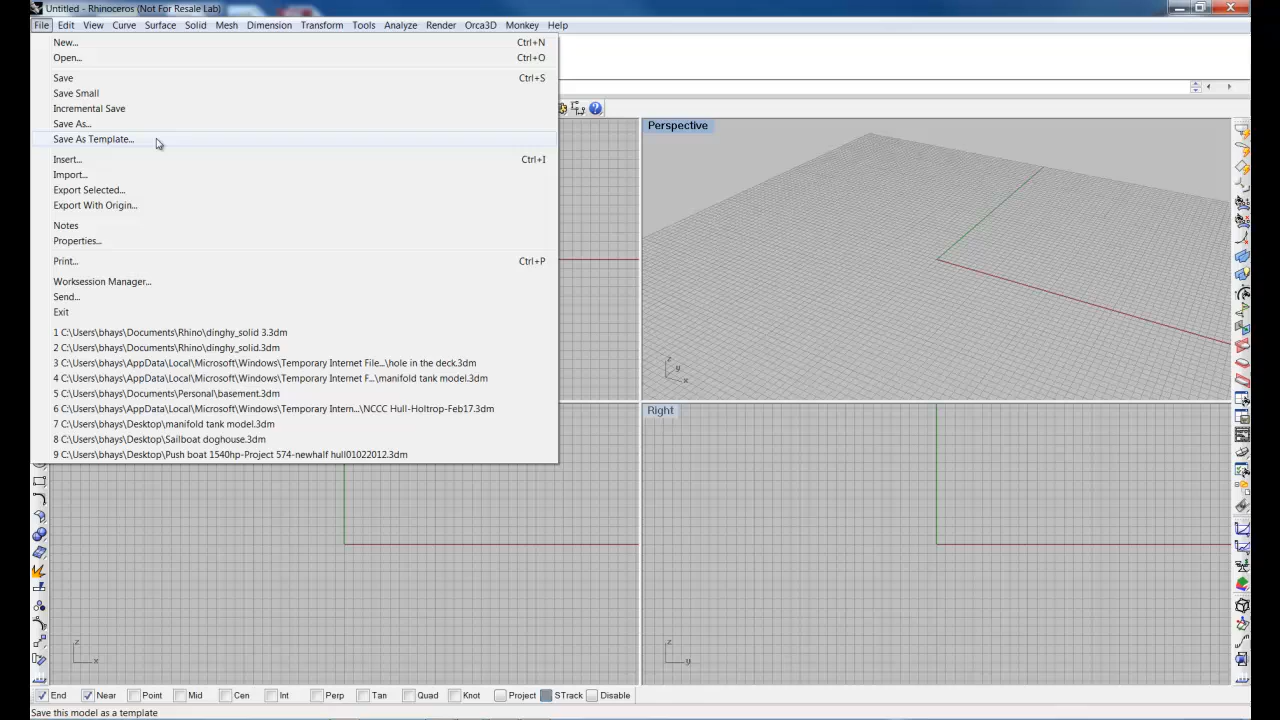 Untitled - Rhinoceros (Not For Resale Lab)
File Edit View Curve Surface Solid Mesh Dimension Transform Tools Analyze Render Orca3D Monkey Help
New... Ctrl+N
Open... Ctrl+O
Save Ctrl+S
Save Small
Incremental Save
Save As...
Save As Template...
Insert... Ctrl+I
Import...
Export Selected...
Export With Origin...
Notes
Properties...
Print... Ctrl+P
Worksession Manager...
Send...
Exit
1 C:\Users\bhays\Documents\Rhino\dinghy_solid 3.3dm
2 C:\Users\bhays\Documents\Rhino\dinghy_solid.3dm
3 C:\Users\bhays\AppData\Local\Microsoft\Windows\Temporary Internet File...\hole in the deck.3dm
4 C:\Users\bhays\AppData\Local\Microsoft\Windows\Temporary Internet F...\manifold tank model.3dm
5 C:\Users\bhays\Documents\Personal\basement.3dm
6 C:\Users\bhays\AppData\Local\Microsoft\Windows\Temporary Intern...\NCCC Hull-Holtrop-Feb17.3dm
7 C:\Users\bhays\Desktop\manifold tank model.3dm
8 C:\Users\bhays\Desktop\Sailboat doghouse.3dm
9 C:\Users\bhays\Desktop\Push boat 1540hp-Project 574-newhalf hull01022012.3dm
Perspective
z
y
x
Right
z
x
z
y
End Near Point Mid Cen Int Perp Tan Quad Knot Project STrack Disable
Save this model as a template